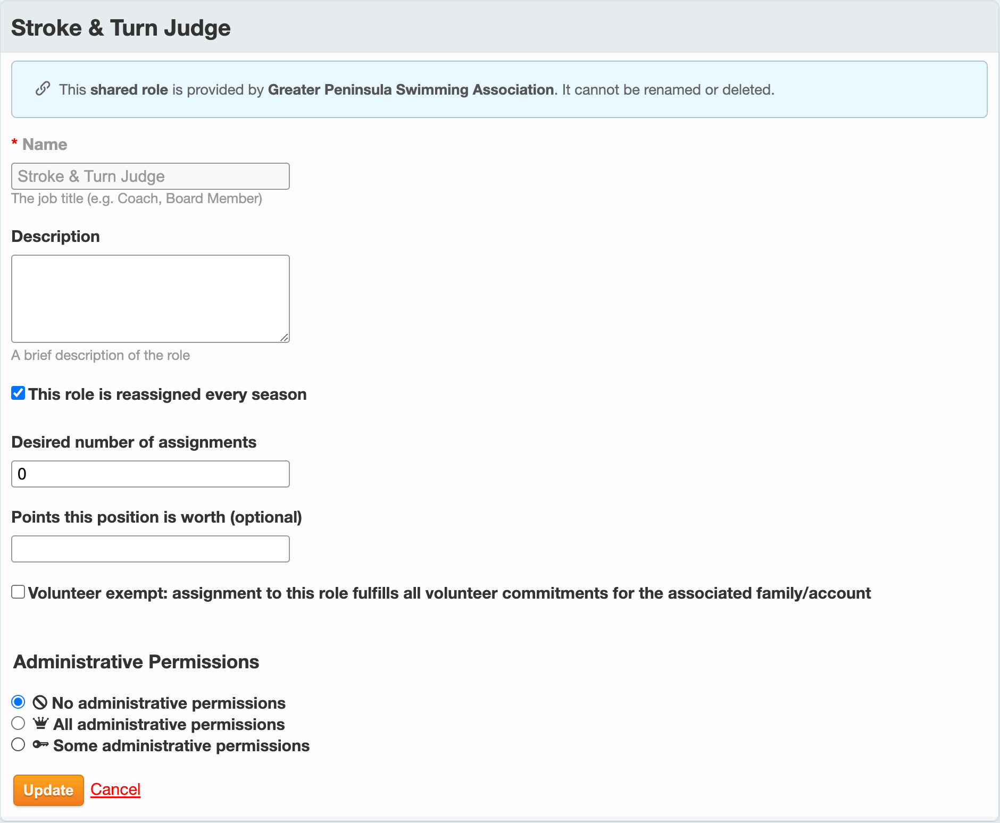 Stroke & Turn Judge
This shared role is provided by Greater Peninsula Swimming Association. It cannot be renamed or deleted.
* Name
Stroke & Turn Judge
The job title (e.g. Coach, Board Member)
Description
A brief description of the role
This role is reassigned every season
Desired number of assignments
0
Points this position is worth (optional)
Volunteer exempt: assignment to this role fulfills all volunteer commitments for the associated family/account
Administrative Permissions
No administrative permissions
All administrative permissions
Some administrative permissions
Update Cancel